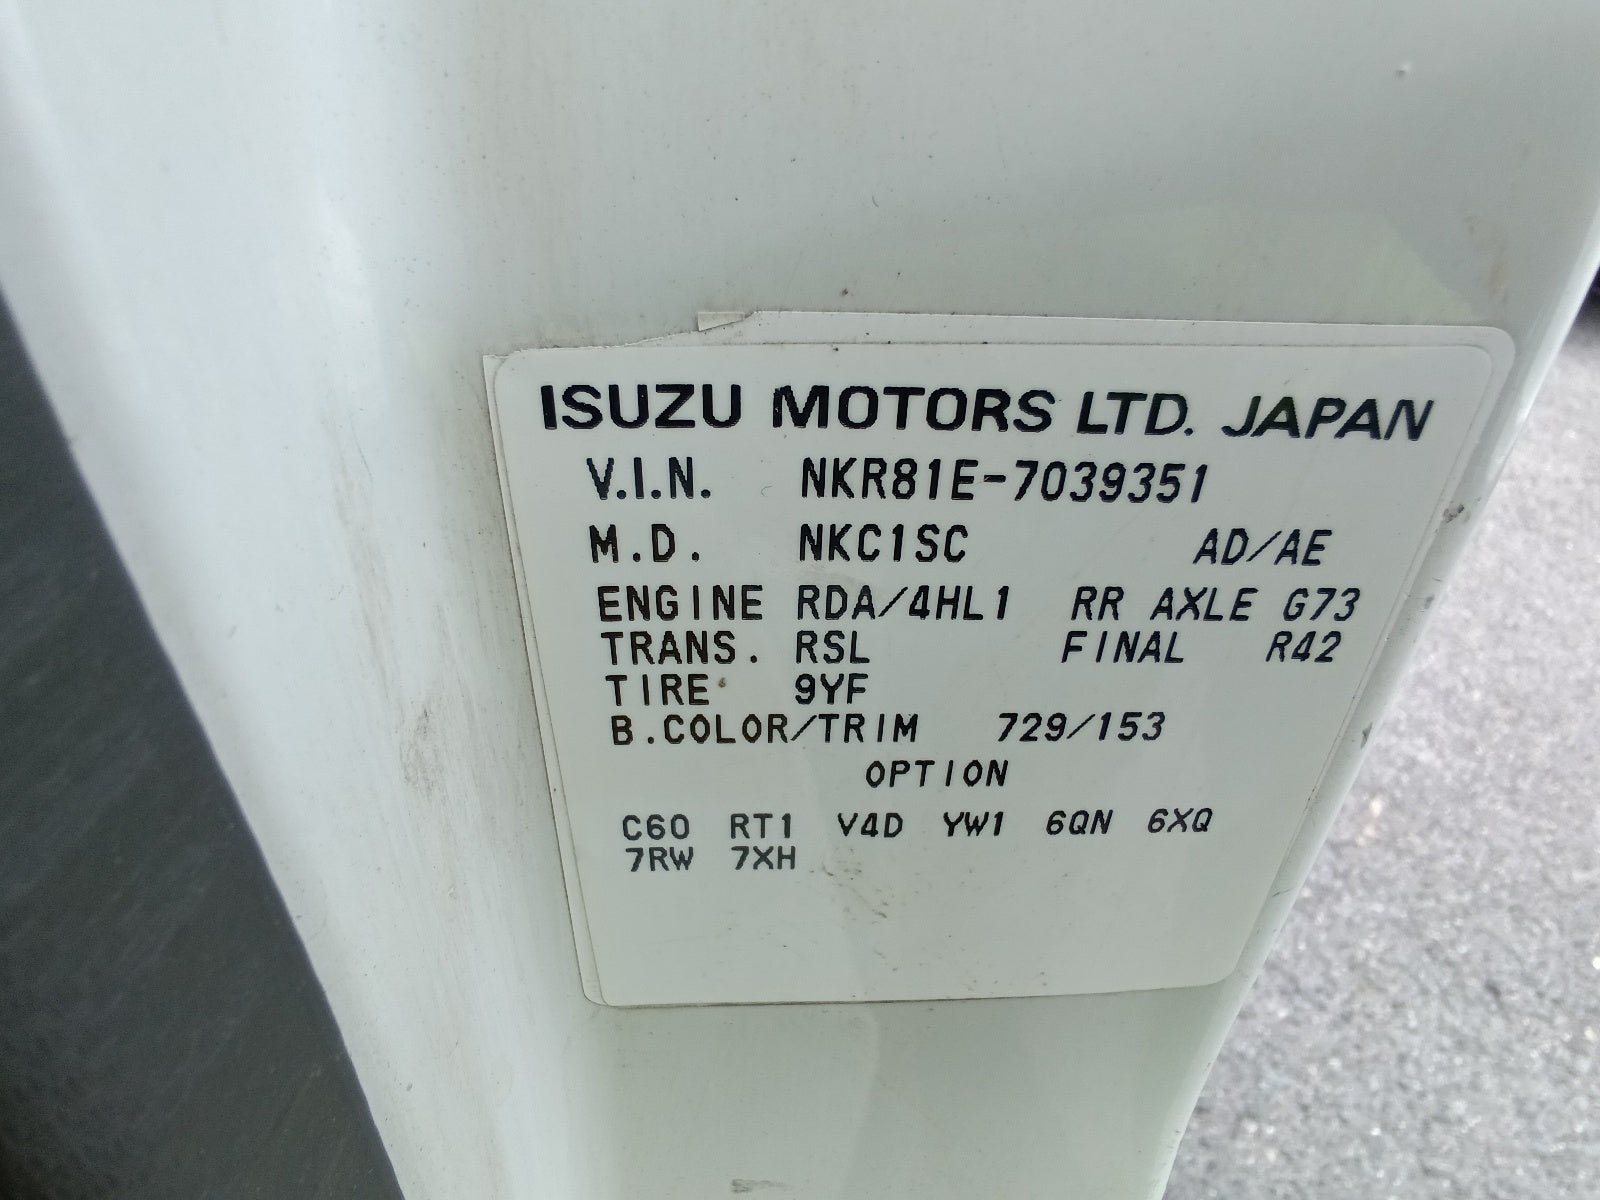 ISUZU MOTORS LTD. JAPAN
V.I.N. NKR81E-7039351
M.D. NKC1SC AD/AE
ENGINE RDA/4HL1 RR AXLE G73
TRANS. RSL FINAL R42
TIRE 9YF
B.COLOR/TRIM 729/153
OPTION
C60 RT1 V4D YW1 6QN 6XQ
7RW 7XH